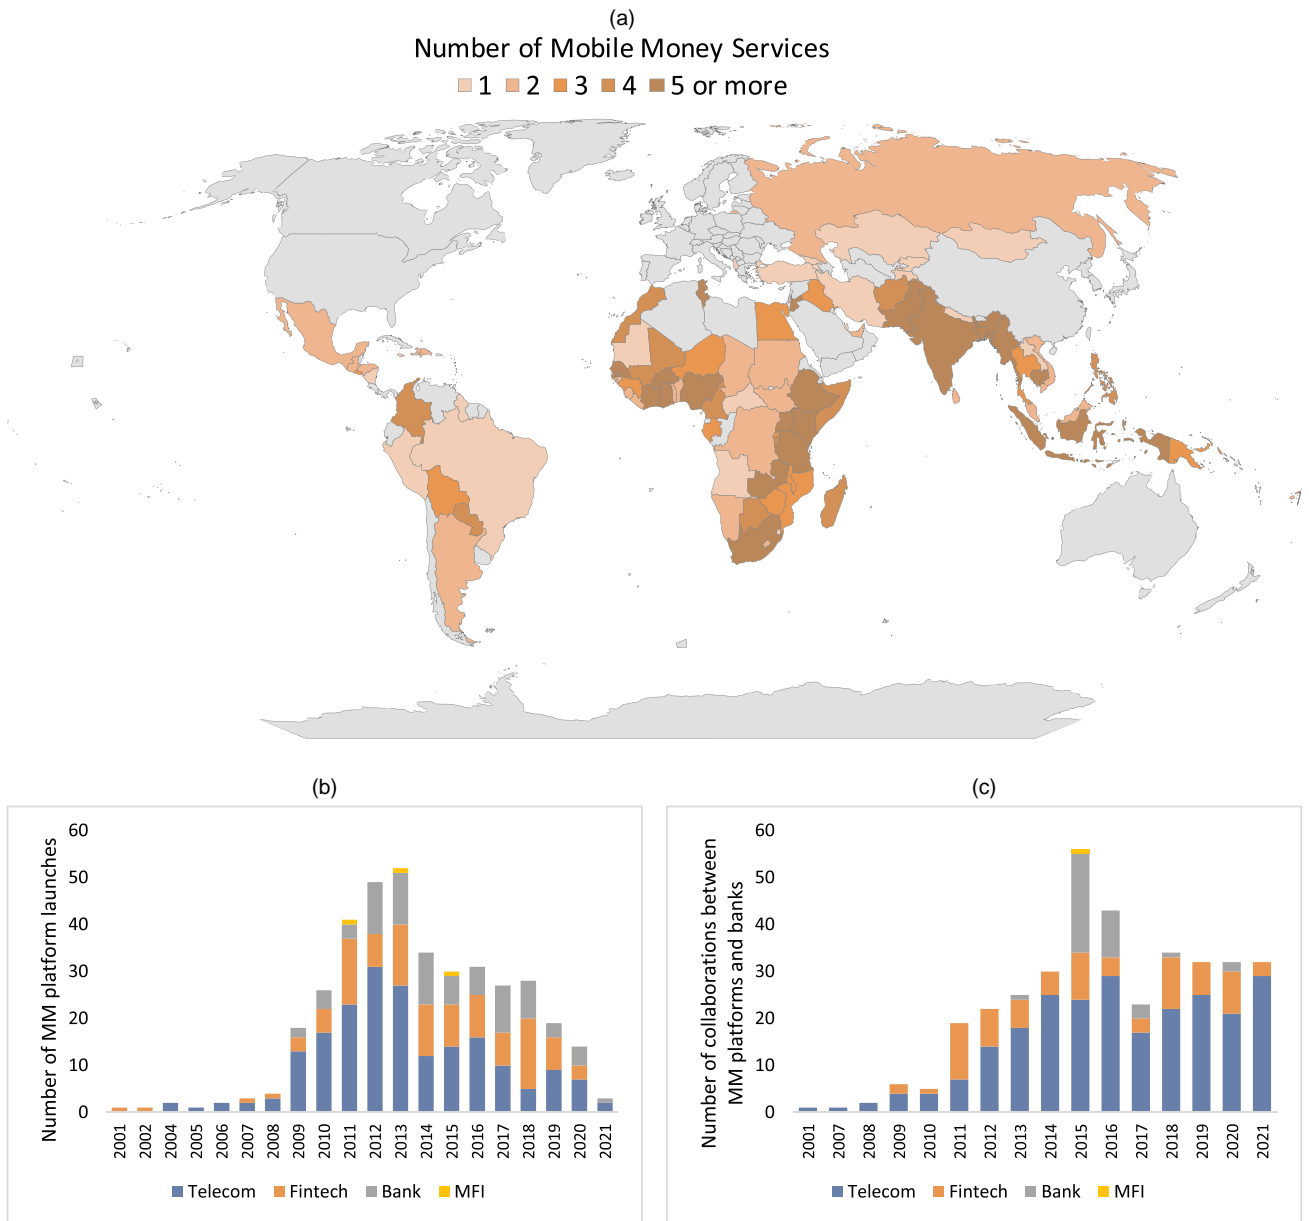 (a)
Number of Mobile Money Services
1 2 3 4 5 or more
(b)
Number of MM platform launches
60
50
40
30
20
10
0
2001 2002 2004 2005 2006 2007 2008 2009 2010 2011 2012 2013 2014 2015 2016 2017 2018 2019 2020 2021
Telecom Fintech Bank MFI
(c)
Number of collaborations between
MM platforms and banks
60
50
40
30
20
10
0
2001 2007 2008 2009 2010 2011 2012 2013 2014 2015 2016 2017 2018 2019 2020 2021
Telecom Fintech Bank MFI